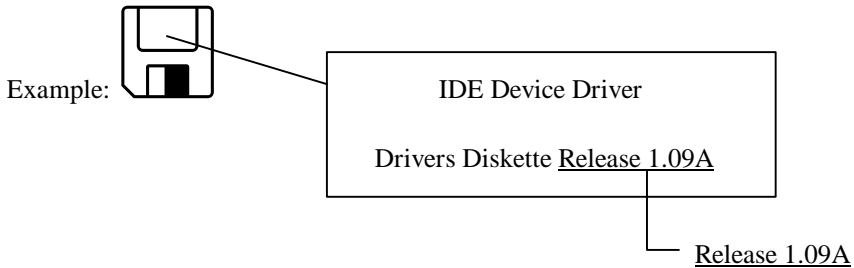 Example:
IDE Device Driver
Drivers Diskette Release 1.09A
Release 1.09A